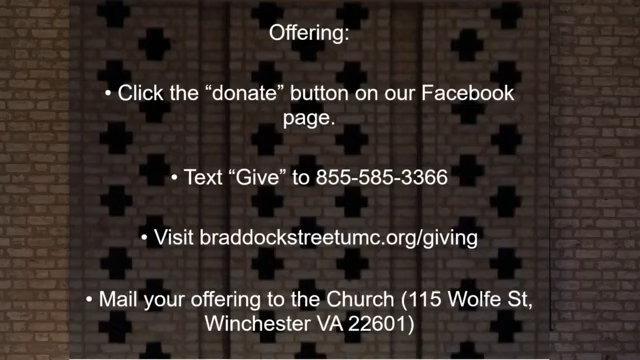 Offering:
• Click the “donate” button on our Facebook
page.
• Text “Give” to 855-585-3366
• Visit braddockstreetumc.org/giving
• Mail your offering to the Church (115 Wolfe St,
Winchester VA 22601)